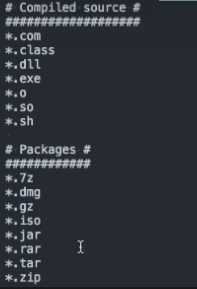 # Compiled source #
###################
*.com
*.class
*.dll
*.exe
*.o
*.so
*.sh
# Packages #
############
*.7z
*.dmg
*.gz
*.iso
*.jar
*.rar
*.tar
*.zip